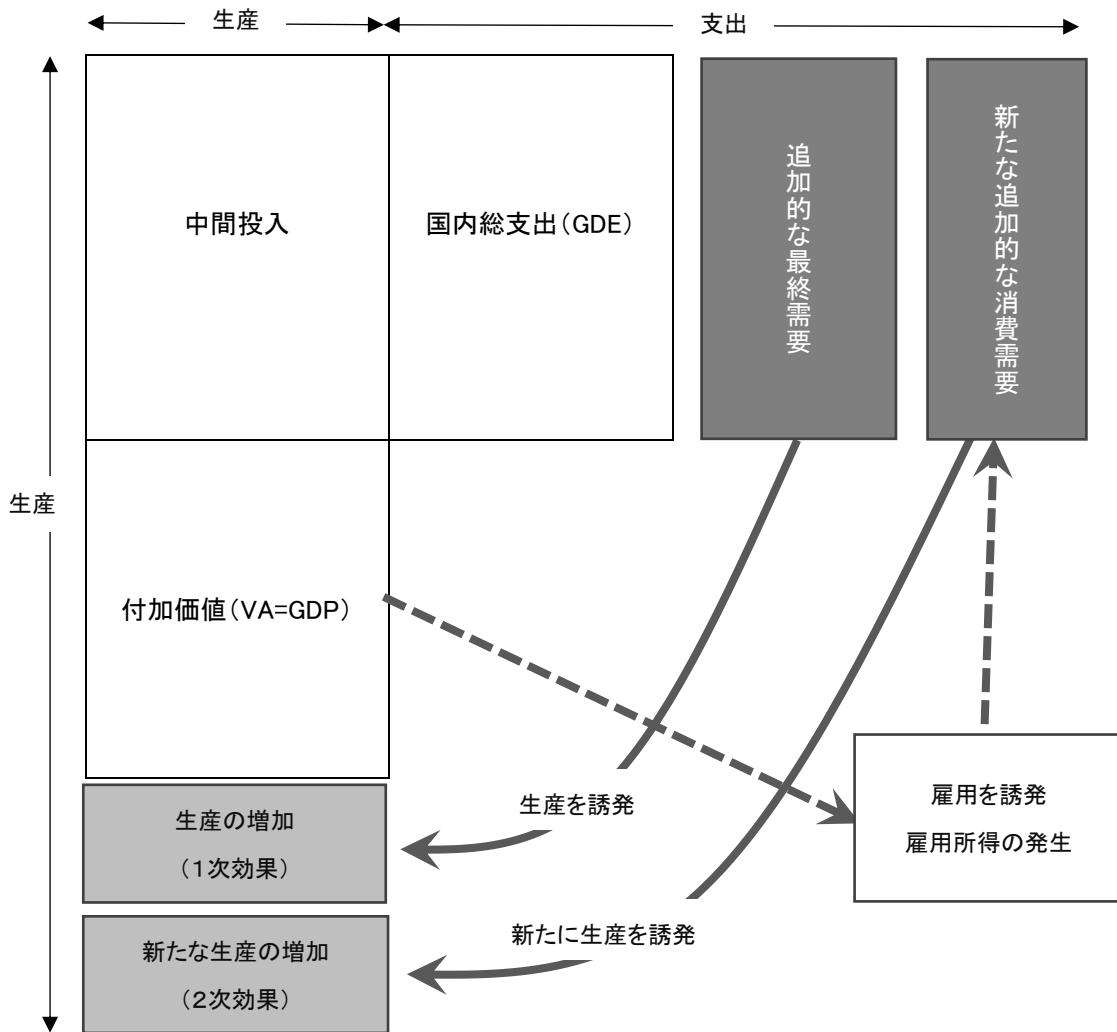 生産
支出
生産
中間投入
国内総支出（GDE）
追加的な最終需要
新たな追加的な消費需要
付加価値（VA=GDP）
生産の増加
（１次効果）
生産を誘発
雇用を誘発
雇用所得の発生
新たな生産の増加
（２次効果）
新たに生産を誘発